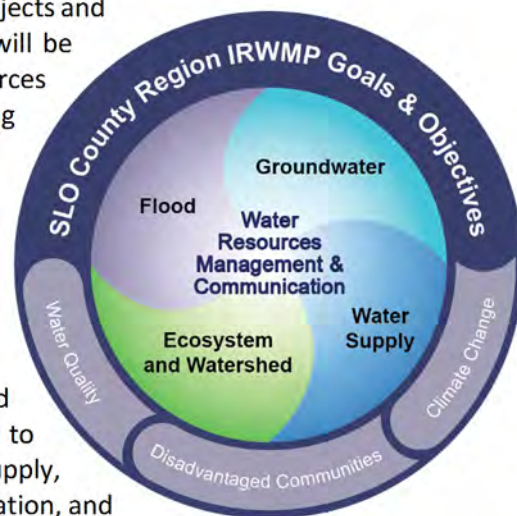 jects and
will be
rces
g
SLO County Region IRWMP Goals & Objectives
Groundwater
Flood
Water
Resources
Management &
Communication
Water
Supply
Ecosystem
and Watershed
Water Quality
Disadvantaged Communities
Climate Change
d
to
upply,
ation, and